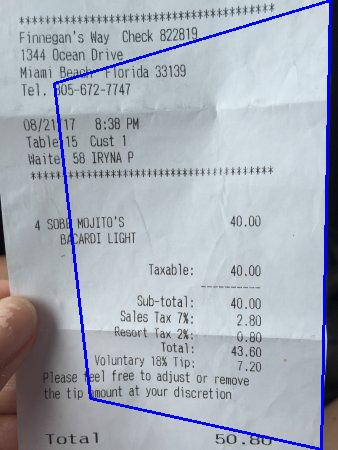 ************************************
Finnegan's Way Check 822819
1344 Ocean Drive
Miami Beach Florida 33139
Tel. 305-672-7747
08/21/17 8:38 PM
Table 15 Cust 1
Waiter 58 IRYNA P
************************************
4 SOBE MOJITO'S 40.00
BACARDI LIGHT
Taxable: 40.00
----------
Sub-total: 40.00
Sales Tax 7%: 2.80
Resort Tax 2%: 0.80
Total: 43.60
Voluntary 18% Tip: 7.20
Please feel free to adjust or remove
the tip amount at your discretion
Total 50.80